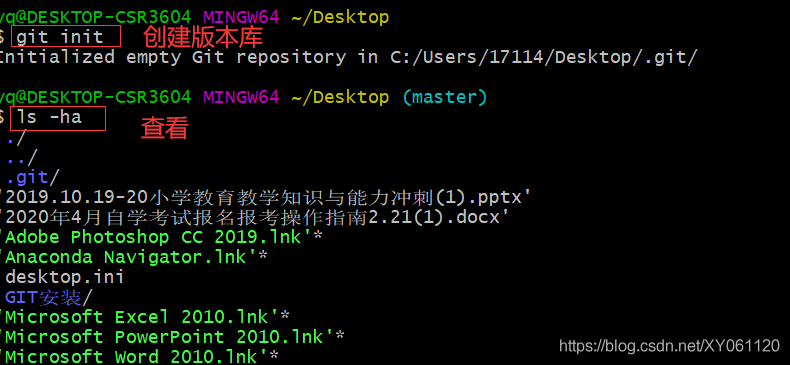 yq@DESKTOP-CSR3604 MINGW64 ~/Desktop
$ git init 创建版本库
Initialized empty Git repository in C:/Users/17114/Desktop/.git/
yq@DESKTOP-CSR3604 MINGW64 ~/Desktop (master)
$ ls -ha 查看
./
../
.git/
'2019.10.19-20小学教育教学知识与能力冲刺(1).pptx'
'2020年4月自学考试报名报考操作指南2.21(1).docx'
'Adobe Photoshop CC 2019.lnk'*
'Anaconda Navigator.lnk'*
desktop.ini
GIT安装/
'Microsoft Excel 2010.lnk'*
'Microsoft PowerPoint 2010.lnk'*
'Microsoft Word 2010.lnk'*
https://blog.csdn.net/XY061120